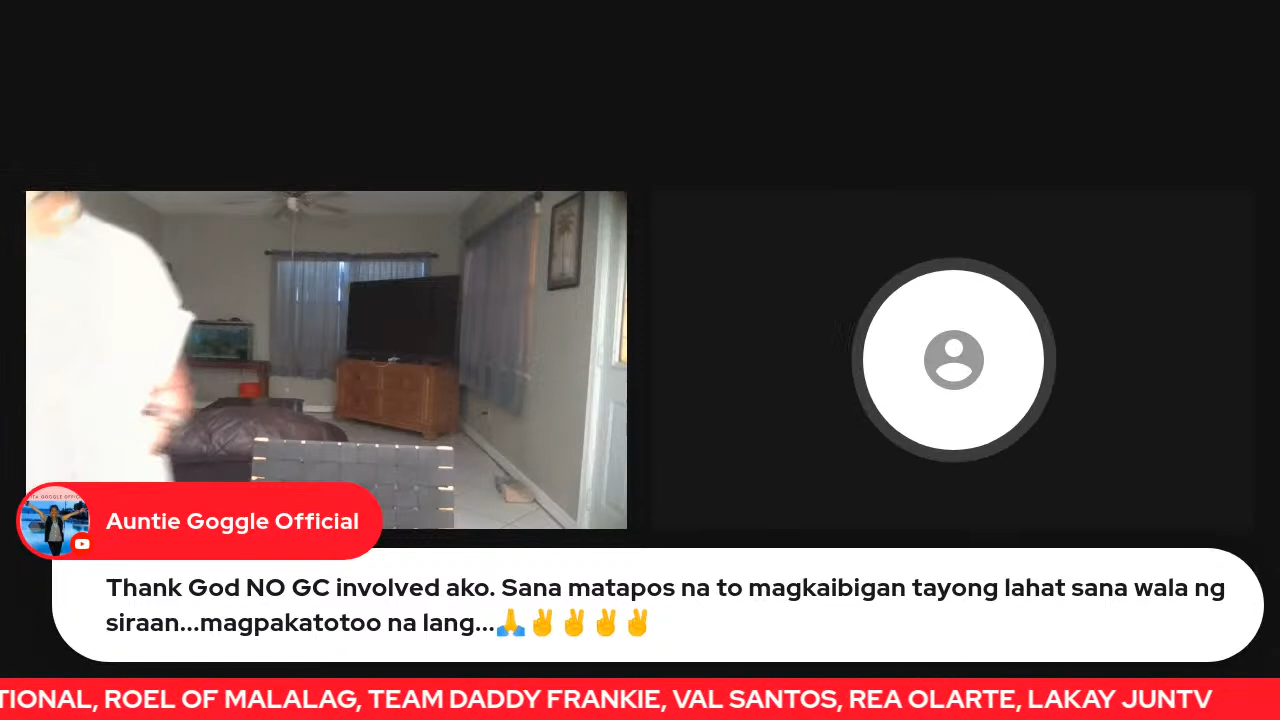 Auntie Goggle Official
Thank God NO GC involved ako. Sana matapos na to magkaibigan tayong lahat sana wala ng
siraan...magpakatotoo na lang...🙏✌✌✌✌
TIONAL, ROEL OF MALALAG, TEAM DADDY FRANKIE, VAL SANTOS, REA OLARTE, LAKAY JUNTV